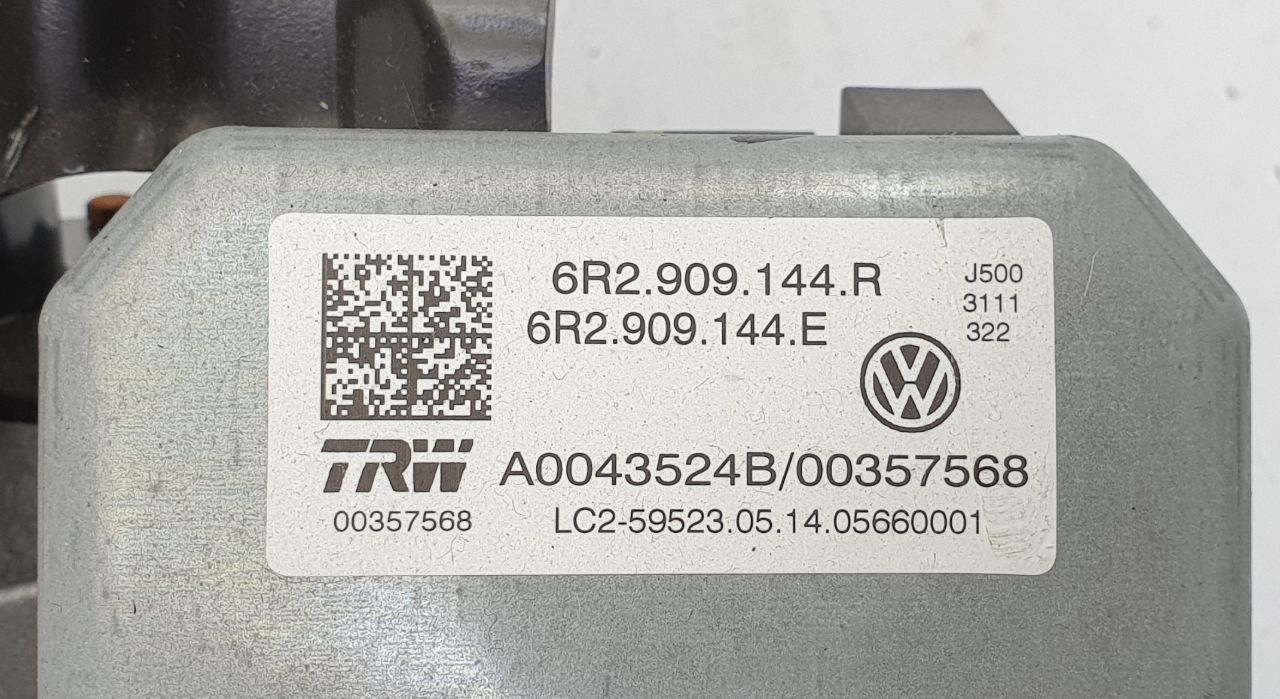 6R2.909.144.R
6R2.909.144.E
J500
3111
322
TRW
A0043524B/00357568
00357568
LC2-59523.05.14.05660001